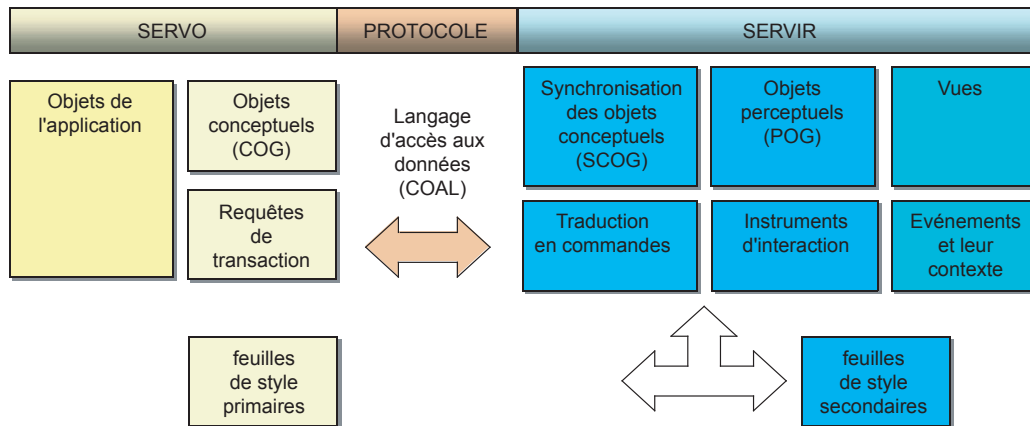 SERVO
PROTOCOLE
SERVIR
Objets de
l'application
Objets
conceptuels
(COG)
Requêtes
de
transaction
Langage
d'accès aux
données
(COAL)
Synchronisation
des objets
conceptuels
(SCOG)
Objets
perceptuels
(POG)
Vues
Traduction
en commandes
Instruments
d'interaction
Evénements
et leur
contexte
feuilles
de style
primaires
feuilles
de style
secondaires